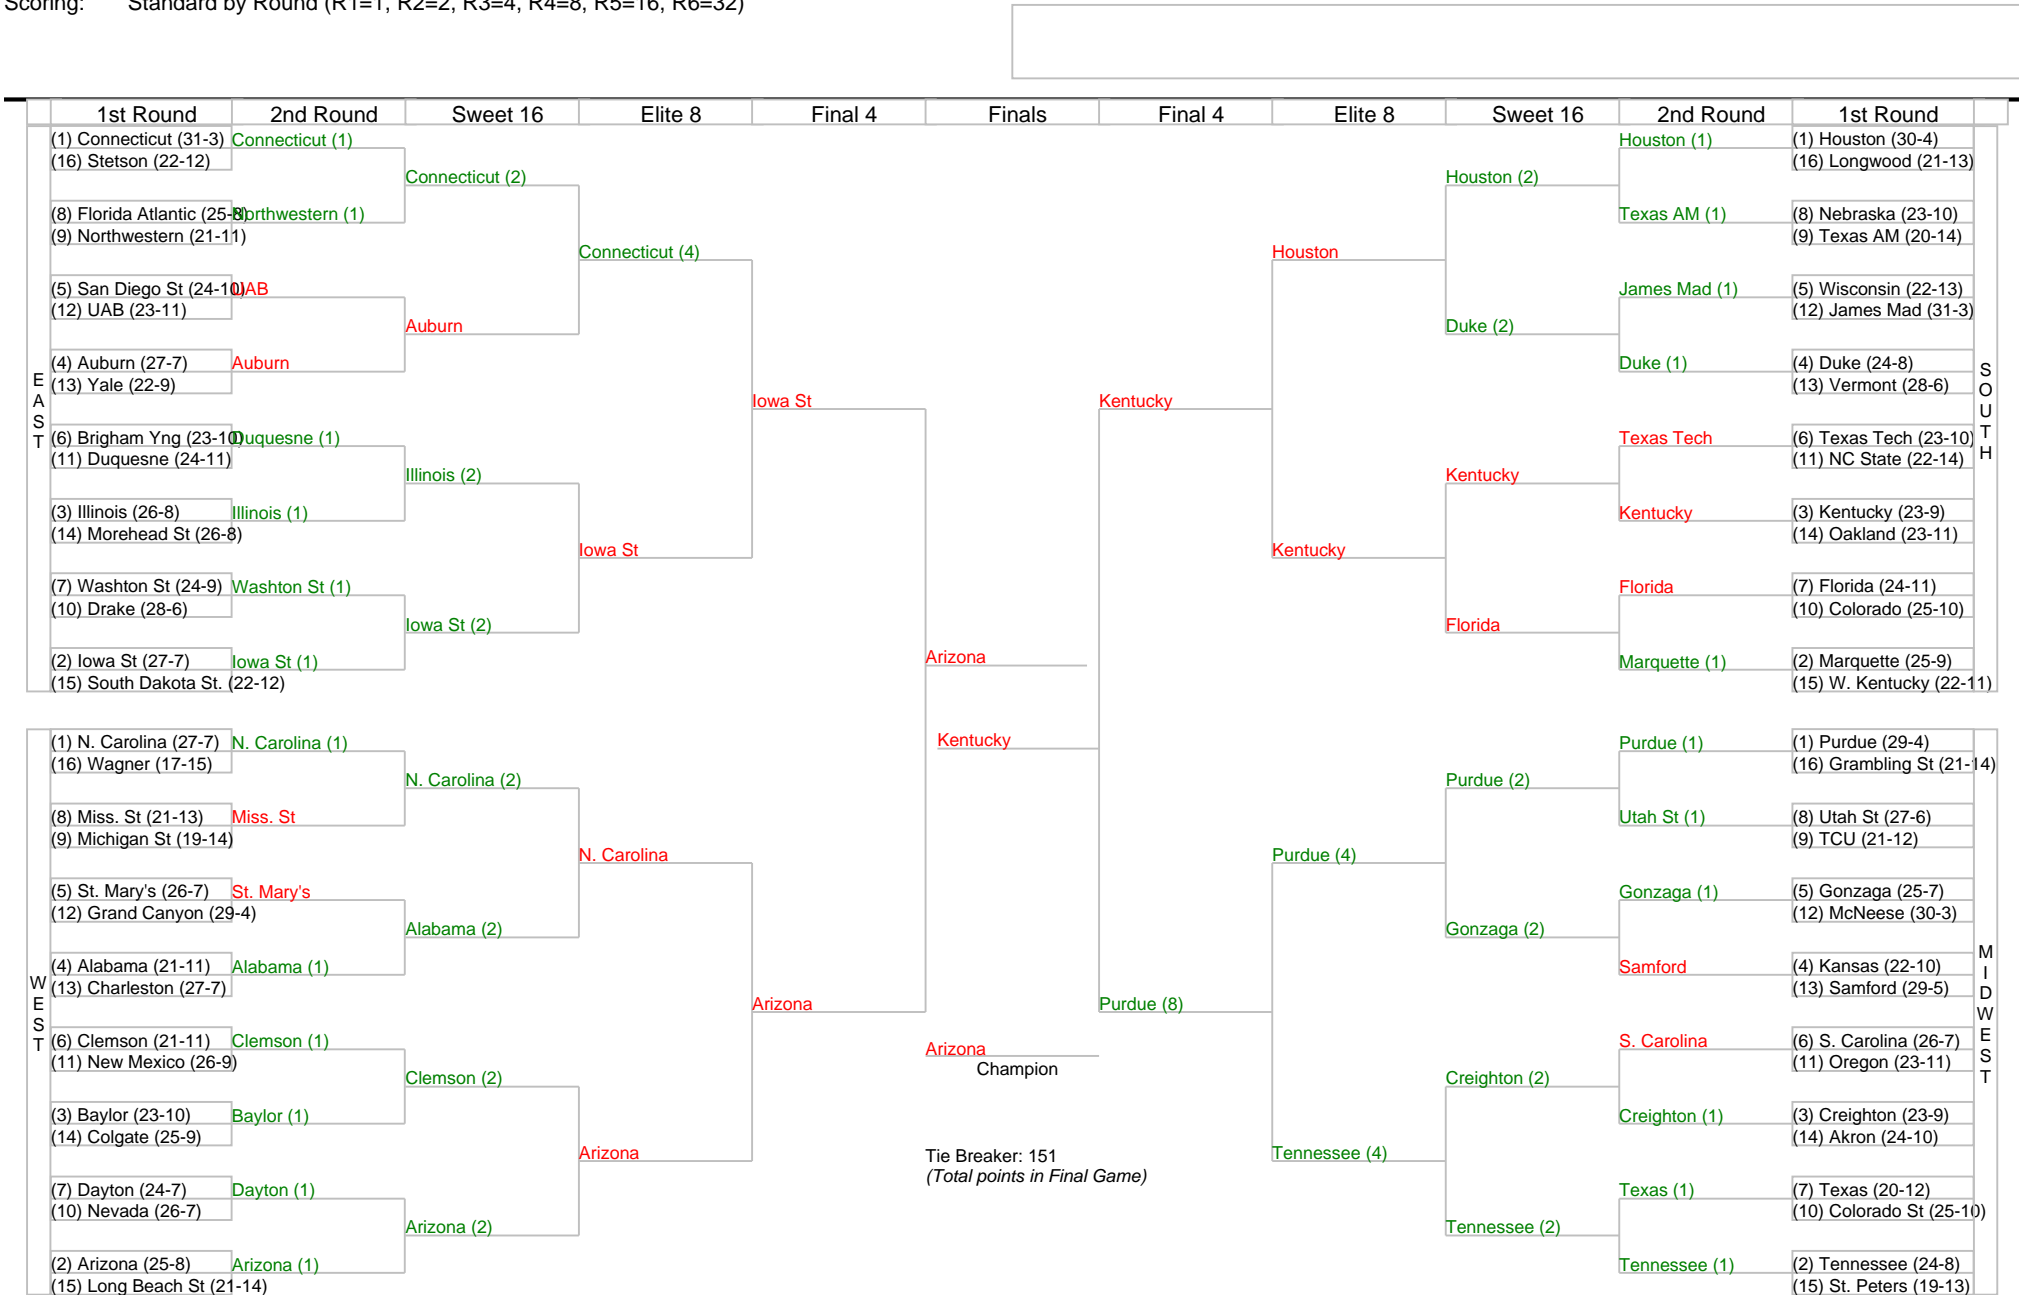 Scoring: Standard by Round (R1=1, R2=2, R3=4, R4=8, R5=16, R6=32)
1st Round 2nd Round Sweet 16 Elite 8 Final 4 Finals Final 4 Elite 8 Sweet 16 2nd Round 1st Round
EAST
(1) Connecticut (31-3)
(16) Stetson (22-12)
(8) Florida Atlantic (25-8)
(9) Northwestern (21-11)
(5) San Diego St (24-10)
(12) UAB (23-11)
(4) Auburn (27-7)
(13) Yale (22-9)
(6) Brigham Yng (23-10)
(11) Duquesne (24-11)
(3) Illinois (26-8)
(14) Morehead St (26-8)
(7) Washton St (24-9)
(10) Drake (28-6)
(2) Iowa St (27-7)
(15) South Dakota St. (22-12)
Connecticut (1)
Northwestern (1)
UAB
Auburn
Duquesne (1)
Illinois (1)
Washton St (1)
Iowa St (1)
Connecticut (2)
Auburn
Illinois (2)
Iowa St (2)
Connecticut (4)
Iowa St
Iowa St
WEST
(1) N. Carolina (27-7)
(16) Wagner (17-15)
(8) Miss. St (21-13)
(9) Michigan St (19-14)
(5) St. Mary's (26-7)
(12) Grand Canyon (29-4)
(4) Alabama (21-11)
(13) Charleston (27-7)
(6) Clemson (21-11)
(11) New Mexico (26-9)
(3) Baylor (23-10)
(14) Colgate (25-9)
(7) Dayton (24-7)
(10) Nevada (26-7)
(2) Arizona (25-8)
(15) Long Beach St (21-14)
N. Carolina (1)
Miss. St
St. Mary's
Alabama (1)
Clemson (1)
Baylor (1)
Dayton (1)
Arizona (1)
N. Carolina (2)
Alabama (2)
Clemson (2)
Arizona (2)
N. Carolina
Arizona
Arizona
Arizona
Kentucky
Arizona
Champion
Tie Breaker: 151
(Total points in Final Game)
Kentucky
Houston
Kentucky
Houston (2)
Duke (2)
Kentucky
Florida
Houston (1)
Texas AM (1)
James Mad (1)
Duke (1)
Texas Tech
Kentucky
Florida
Marquette (1)
(1) Houston (30-4)
(16) Longwood (21-13)
(8) Nebraska (23-10)
(9) Texas AM (20-14)
(5) Wisconsin (22-13)
(12) James Mad (31-3)
(4) Duke (24-8)
(13) Vermont (28-6)
(6) Texas Tech (23-10)
(11) NC State (22-14)
(3) Kentucky (23-9)
(14) Oakland (23-11)
(7) Florida (24-11)
(10) Colorado (25-10)
(2) Marquette (25-9)
(15) W. Kentucky (22-11)
SOUTH
Purdue (8)
Purdue (4)
Tennessee (4)
Purdue (2)
Gonzaga (2)
Creighton (2)
Tennessee (2)
Purdue (1)
Utah St (1)
Gonzaga (1)
Samford
S. Carolina
Creighton (1)
Texas (1)
Tennessee (1)
(1) Purdue (29-4)
(16) Grambling St (21-14)
(8) Utah St (27-6)
(9) TCU (21-12)
(5) Gonzaga (25-7)
(12) McNeese (30-3)
(4) Kansas (22-10)
(13) Samford (29-5)
(6) S. Carolina (26-7)
(11) Oregon (23-11)
(3) Creighton (23-9)
(14) Akron (24-10)
(7) Texas (20-12)
(10) Colorado St (25-10)
(2) Tennessee (24-8)
(15) St. Peters (19-13)
MIDWEST